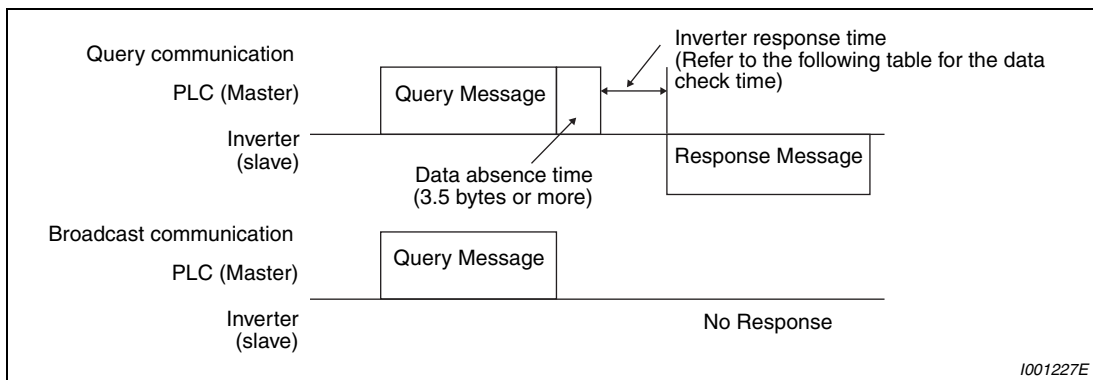 Query communication
Inverter response time
(Refer to the following table for the data
check time)
PLC (Master)
Query Message
Inverter
(slave)
Response Message
Data absence time
(3.5 bytes or more)
Broadcast communication
PLC (Master)
Query Message
Inverter
(slave)
No Response
I001227E